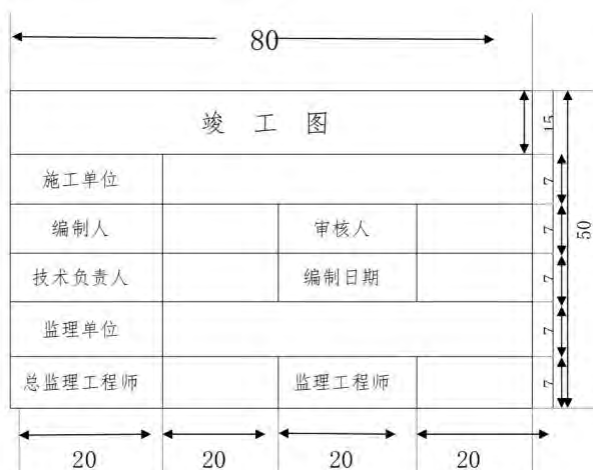 80
竣 工 图
15
施工单位
7
编制人 审核人
7
50
技术负责人 编制日期
7
监理单位
7
总监理工程师 监理工程师
7
20 20 20 20